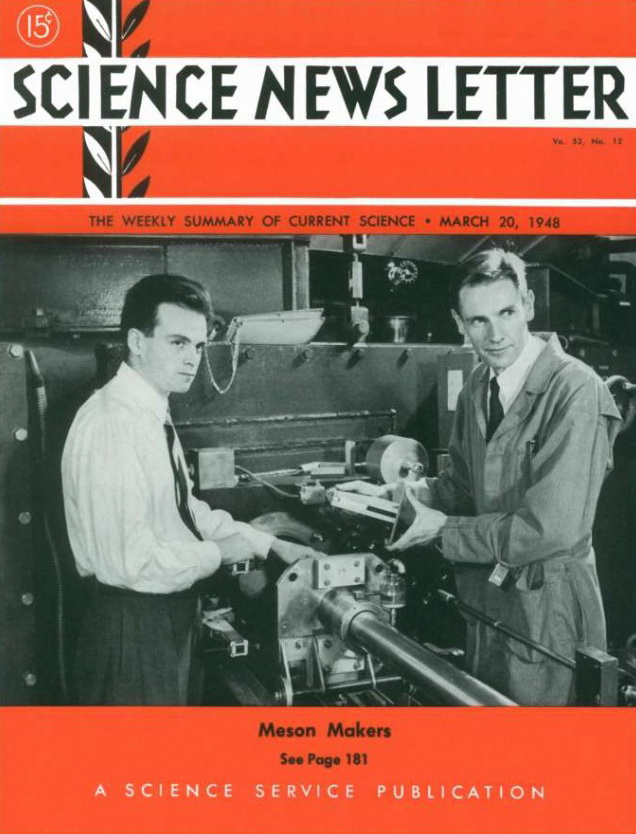 15¢
SCIENCE NEWS LETTER
Vo. 53, No. 12
THE WEEKLY SUMMARY OF CURRENT SCIENCE • MARCH 20, 1948
Meson Makers
See Page 181
A SCIENCE SERVICE PUBLICATION